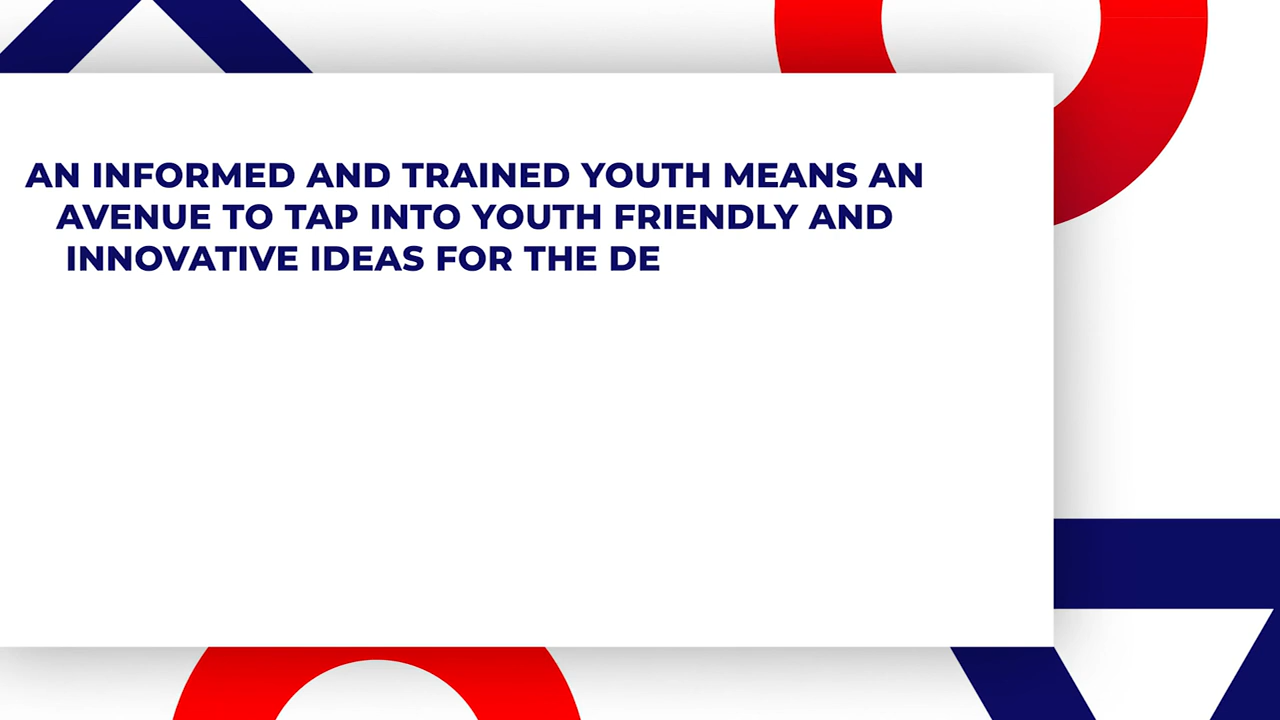 AN INFORMED AND TRAINED YOUTH MEANS AN
AVENUE TO TAP INTO YOUTH FRIENDLY AND
INNOVATIVE IDEAS FOR THE DE